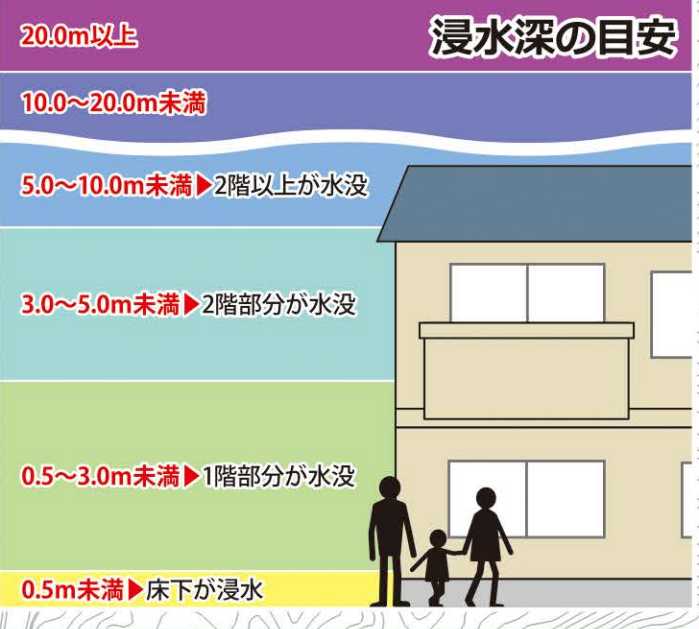 浸水深の目安
20.0m以上
10.0～20.0m未満
5.0～10.0m未満▶2階以上が水没
3.0～5.0m未満▶2階部分が水没
0.5～3.0m未満▶1階部分が水没
0.5m未満▶床下が浸水